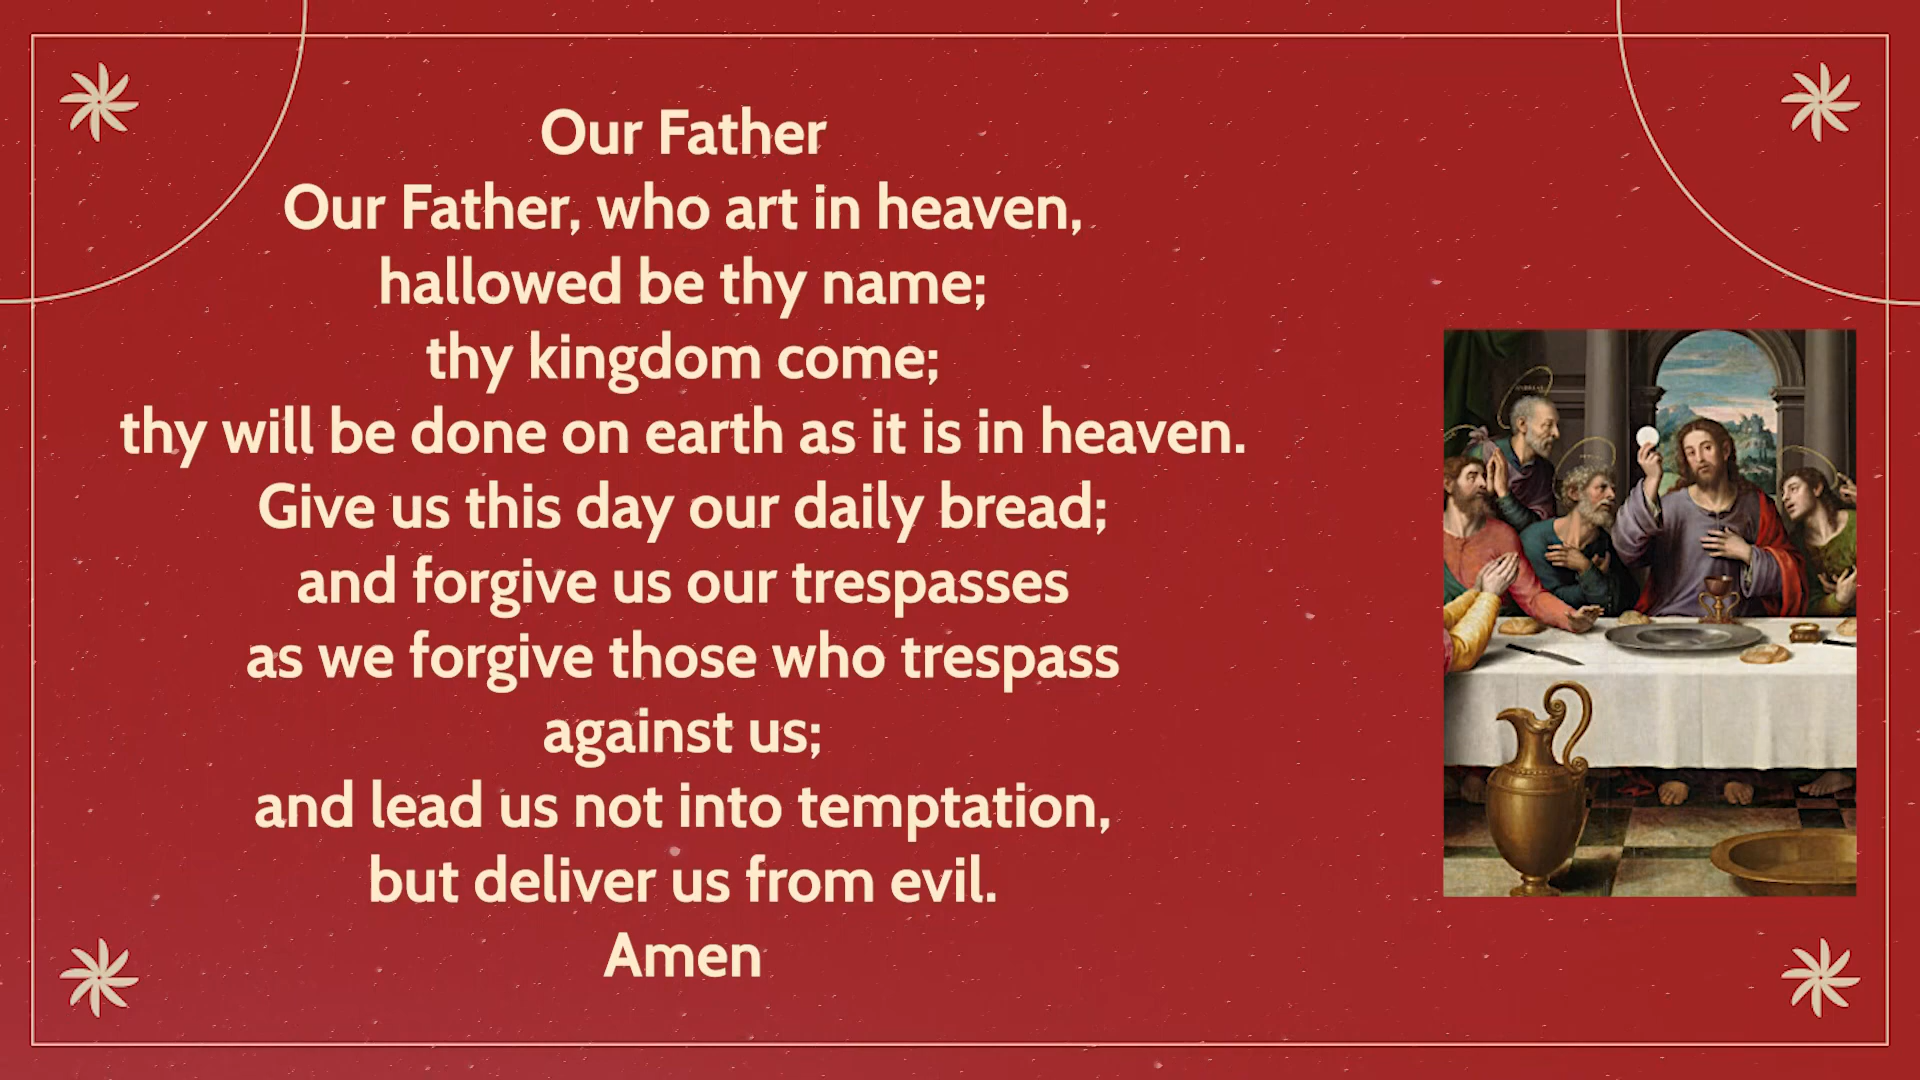 Our Father
Our Father, who art in heaven,
hallowed be thy name;
thy kingdom come;
thy will be done on earth as it is in heaven.
Give us this day our daily bread;
and forgive us our trespasses
as we forgive those who trespass
against us;
and lead us not into temptation,
but deliver us from evil.
Amen